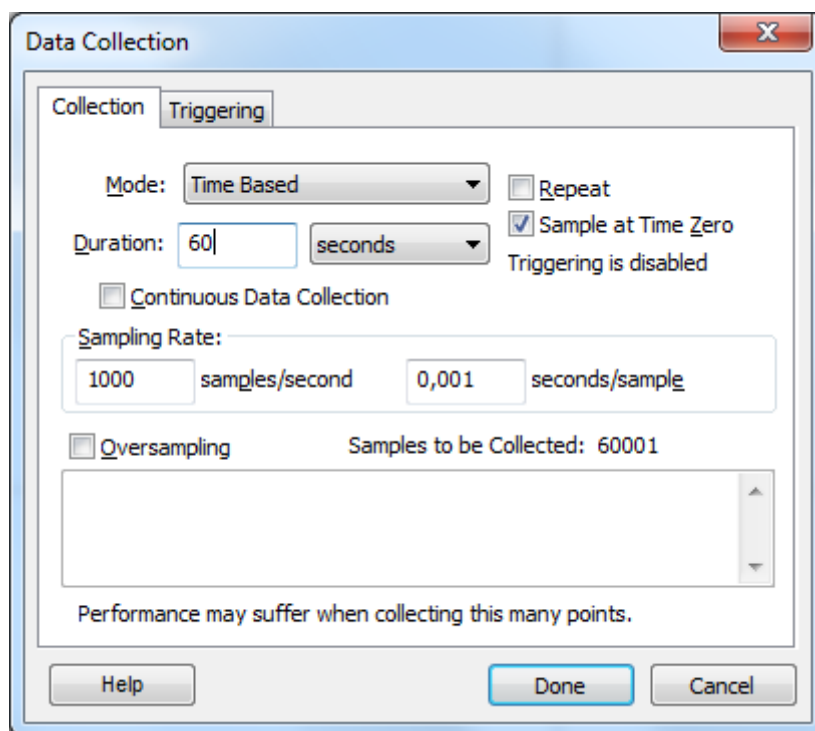 Data Collection
Collection Triggering
Mode: Time Based Repeat
Sample at Time Zero
Duration: 60 seconds
Triggering is disabled
Continuous Data Collection
Sampling Rate:
1000 samples/second 0,001 seconds/sample
Oversampling Samples to be Collected: 60001
Performance may suffer when collecting this many points.
Help Done Cancel